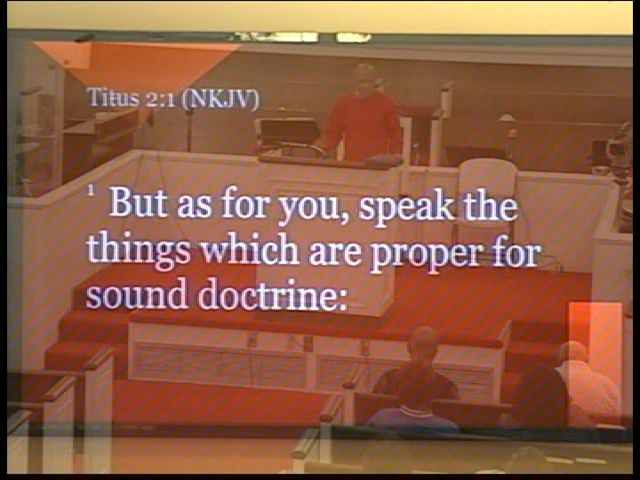 Titus 2:1 (NKJV)
1 But as for you, speak the
things which are proper for
sound doctrine: